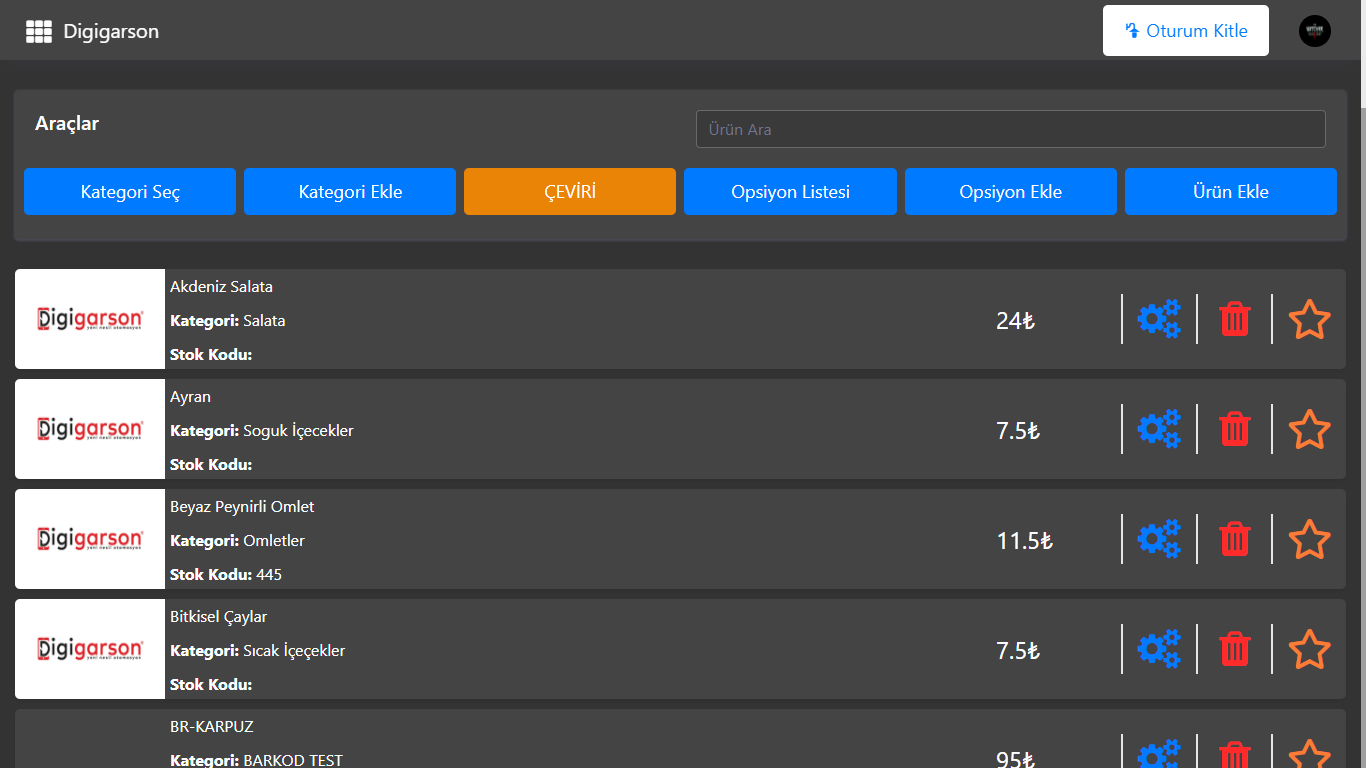 Digigarson
Oturum Kitle
Araçlar
Ürün Ara
Kategori Seç
Kategori Ekle
ÇEVİRİ
Opsiyon Listesi
Opsiyon Ekle
Ürün Ekle
Digigarson
yeni nesil otomasyon
Akdeniz Salata
Kategori: Salata
Stok Kodu:
24₺
Digigarson
yeni nesil otomasyon
Ayran
Kategori: Soguk İçecekler
Stok Kodu:
7.5₺
Digigarson
yeni nesil otomasyon
Beyaz Peynirli Omlet
Kategori: Omletler
Stok Kodu: 445
11.5₺
Digigarson
yeni nesil otomasyon
Bitkisel Çaylar
Kategori: Sıcak İçeçekler
Stok Kodu:
7.5₺
BR-KARPUZ
Kategori: BARKOD TEST
95₺